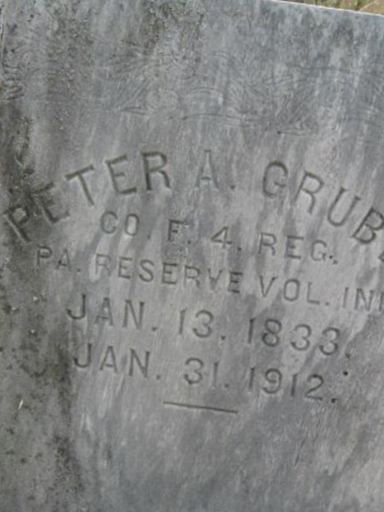 PETER A. GRUB
CO. F. 4. REG.
PA. RESERVE VOL. IN
JAN. 13. 1833.
JAN. 31. 1912.